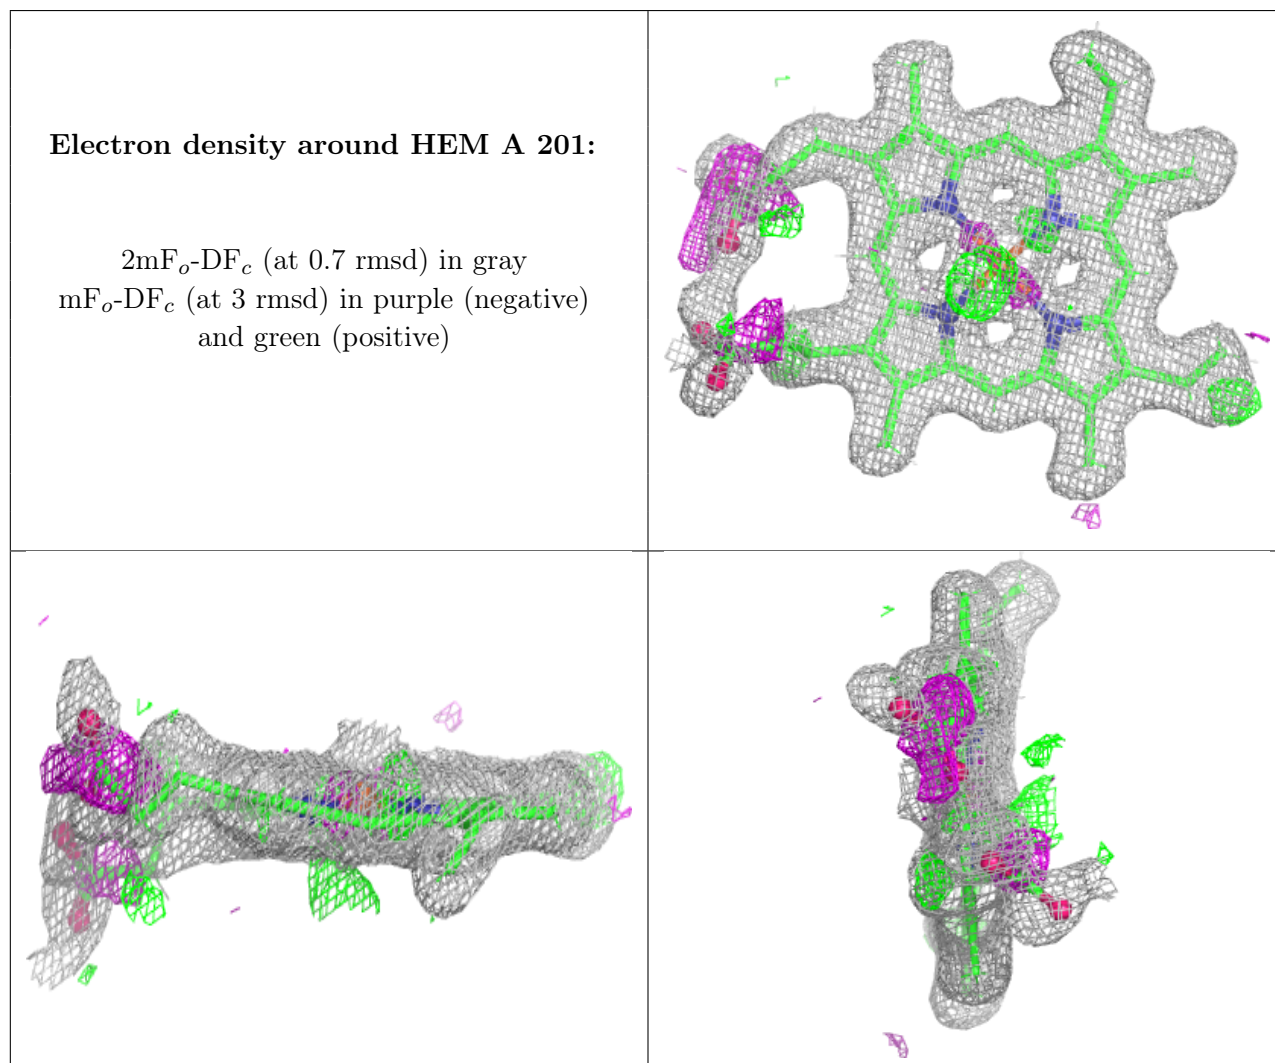 Electron density around HEM A 201:
2mFo-DFc (at 0.7 rmsd) in gray
mFo-DFc (at 3 rmsd) in purple (negative)
and green (positive)